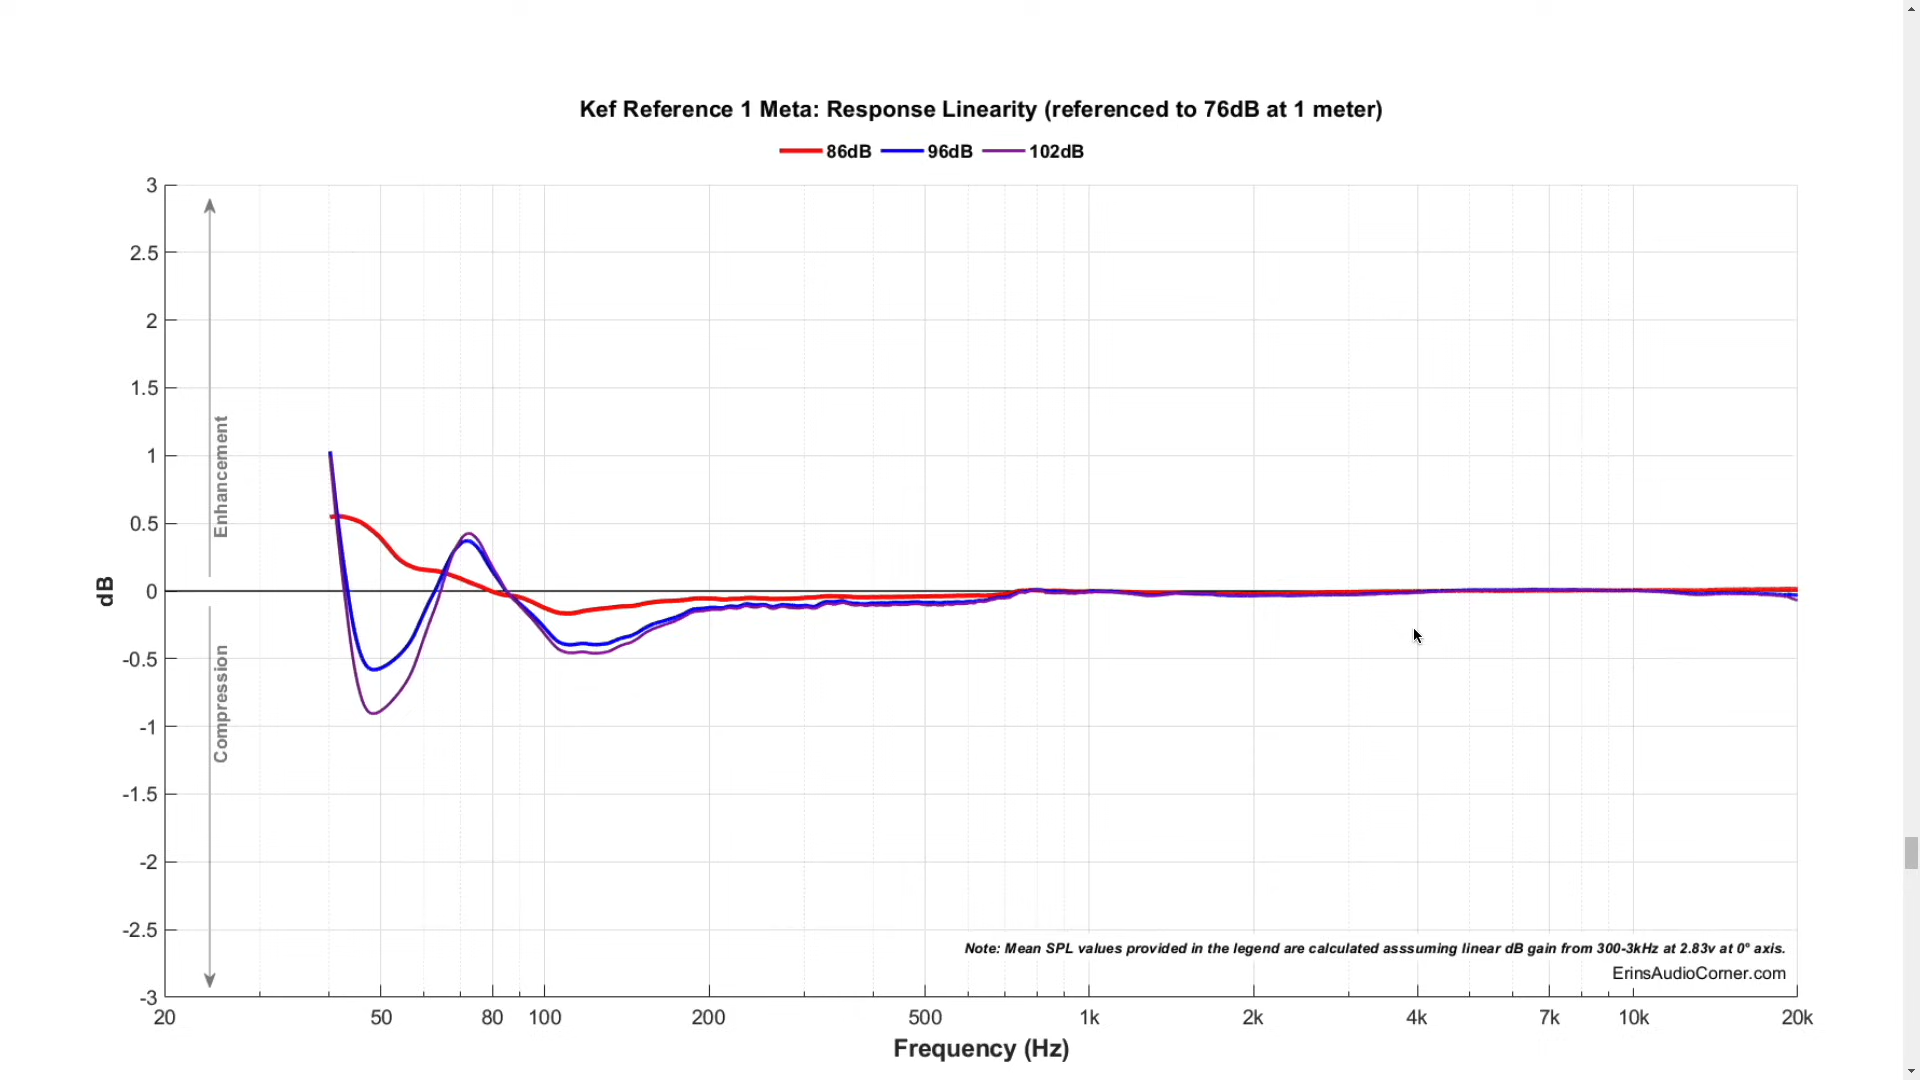 Kef Reference 1 Meta: Response Linearity (referenced to 76dB at 1 meter)
86dB 96dB 102dB
3
2.5
2
1.5
1
0.5
0
-0.5
-1
-1.5
-2
-2.5
-3
dB
Enhancement
Compression
Note: Mean SPL values provided in the legend are calculated asssuming linear dB gain from 300-3kHz at 2.83v at 0° axis.
ErinsAudioCorner.com
20 50 80 100 200 500 1k 2k 4k 7k 10k 20k
Frequency (Hz)